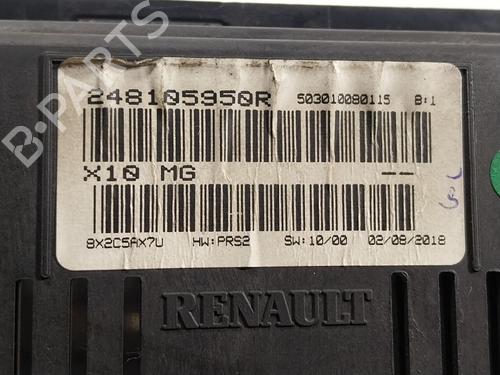 248105950R 503010080115 B:1
X10 MG --
8X2C5AX7U HW:PRS2 SW:10/00 02/08/2018
RENAULT
B-PARTS